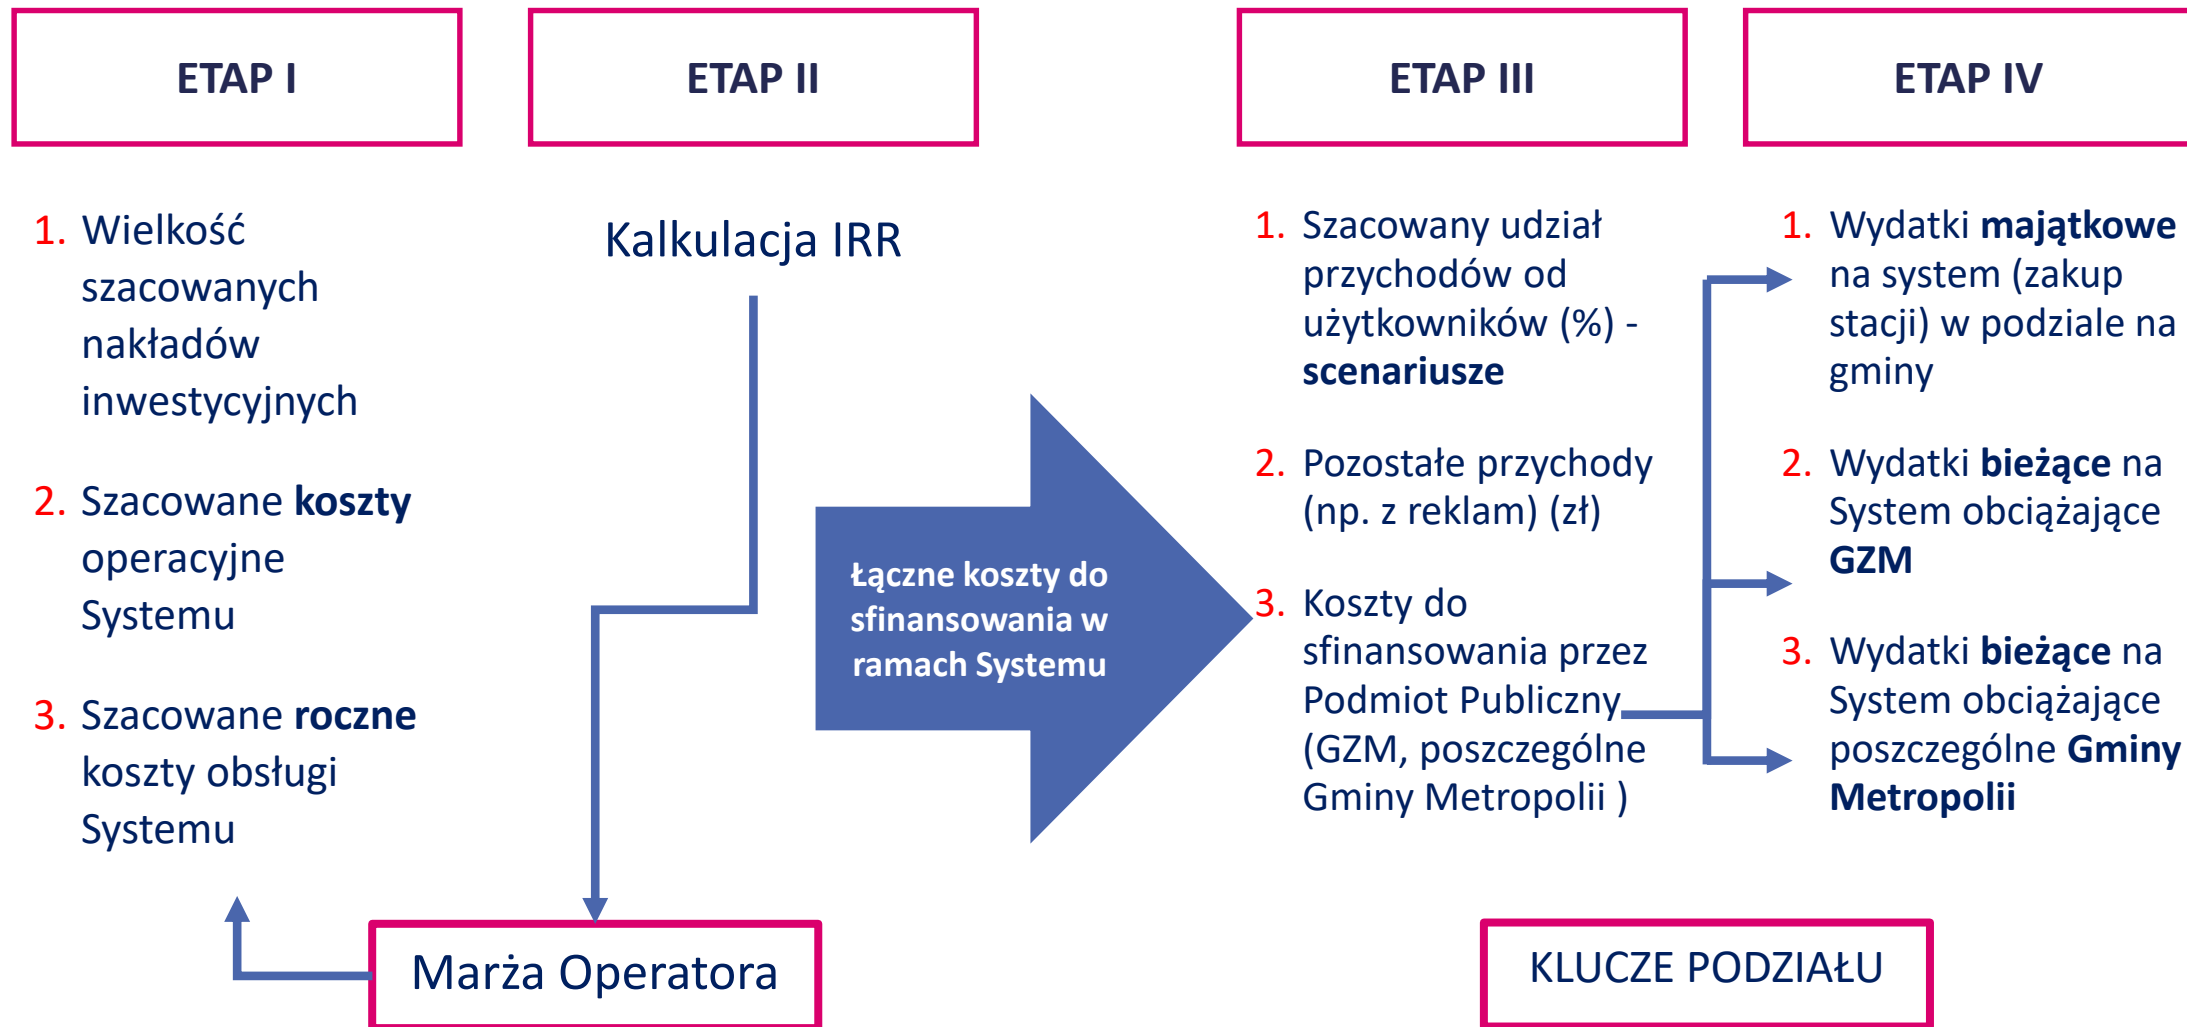 ETAP I
ETAP II
ETAP III
ETAP IV
1. Wielkość
szacowanych
nakładów
inwestycyjnych
2. Szacowane koszty
operacyjne
Systemu
3. Szacowane roczne
koszty obsługi
Systemu
Kalkulacja IRR
Marża Operatora
Łączne koszty do
sfinansowania w
ramach Systemu
1. Szacowany udział
przychodów od
użytkowników (%) -
scenariusze
2. Pozostałe przychody
(np. z reklam) (zł)
3. Koszty do
sfinansowania przez
Podmiot Publiczny
(GZM, poszczególne
Gminy Metropolii )
1. Wydatki majątkowe
na system (zakup
stacji) w podziale na
gminy
2. Wydatki bieżące na
System obciążające
GZM
3. Wydatki bieżące na
System obciążające
poszczególne Gminy
Metropolii
KLUCZE PODZIAŁU